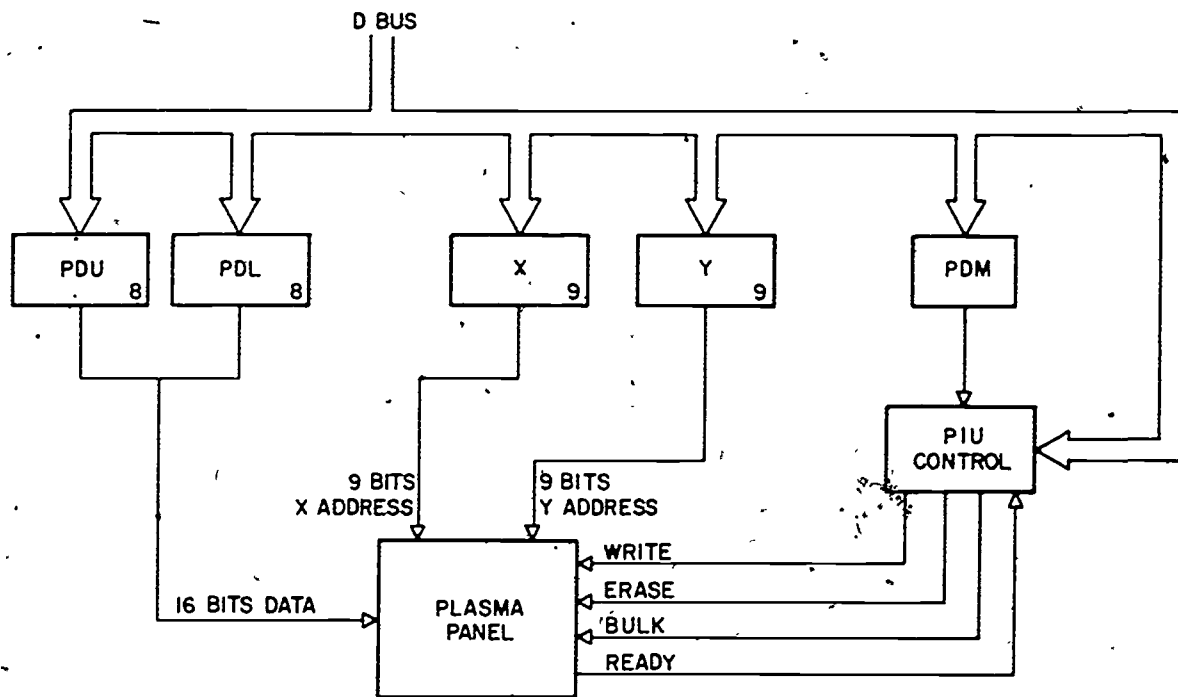 D BUS
PDU
8
PDL
8
X
9
Y
9
PDM
PIU
CONTROL
9 BITS
X ADDRESS
9 BITS
Y ADDRESS
WRITE
ERASE
BULK
READY
16 BITS DATA
PLASMA
PANEL